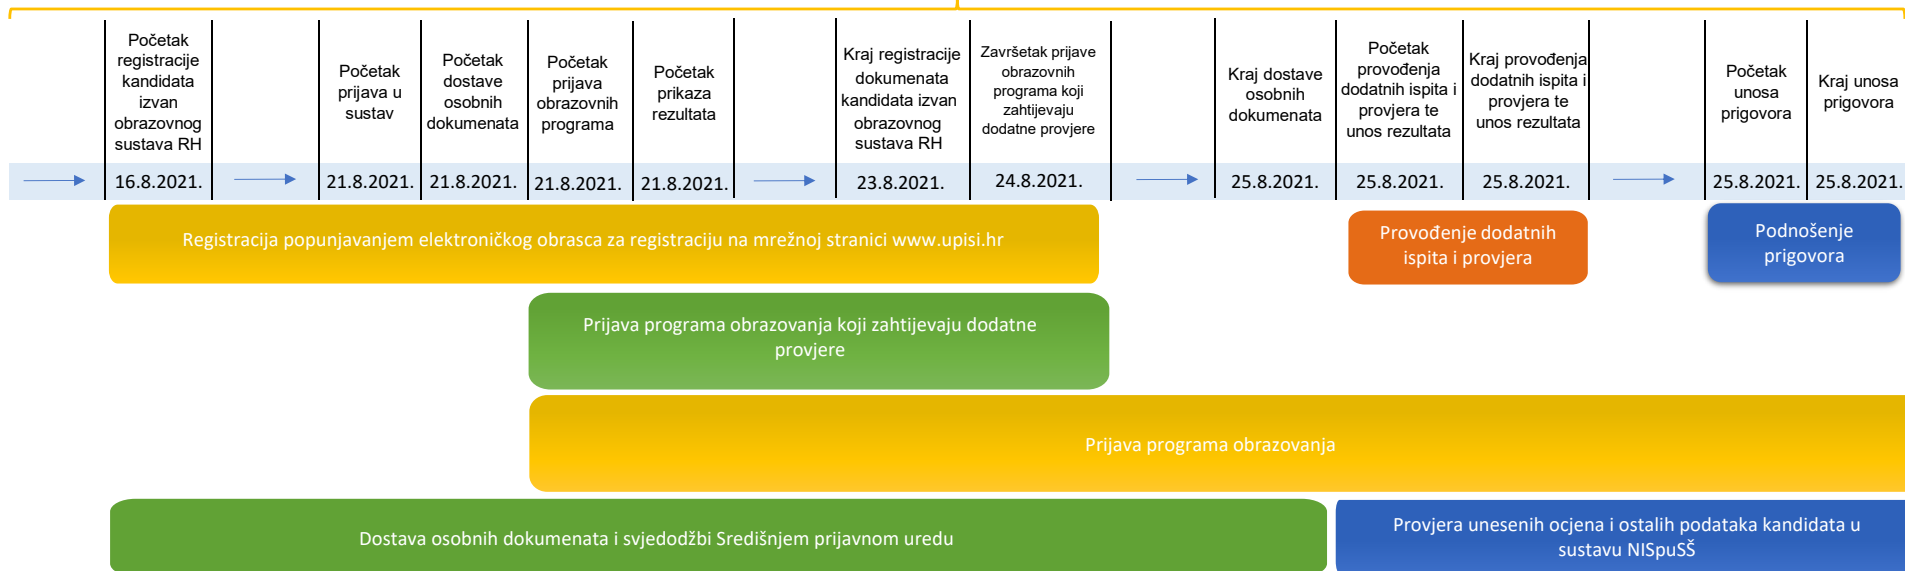 Početak
registracije
kandidata
izvan
obrazovnog
sustava RH
Početak
prijava u
sustav
Početak
dostave
osobnih
dokumenata
Početak
prijava
obrazovnih
programa
Početak
prikaza
rezultata
Kraj registracije
dokumenata
kandidata izvan
obrazovnog
sustava RH
Završetak prijave
obrazovnih
programa koji
zahtijevaju
dodatne provjere
Kraj dostave
osobnih
dokumenata
Početak
provođenja
dodatnih ispita i
provjera te
unos rezultata
Kraj provođenja
dodatnih ispita i
provjera te
unos rezultata
Početak
unosa
prigovora
Kraj unosa
prigovora
16.8.2021.
21.8.2021.
21.8.2021.
21.8.2021.
21.8.2021.
23.8.2021.
24.8.2021.
25.8.2021.
25.8.2021.
25.8.2021.
25.8.2021.
25.8.2021.
Registracija popunjavanjem elektroničkog obrasca za registraciju na mrežnoj stranici www.upisi.hr
Provođenje dodatnih
ispita i provjera
Podnošenje
prigovora
Prijava programa obrazovanja koji zahtijevaju dodatne
provjere
Prijava programa obrazovanja
Dostava osobnih dokumenata i svjedodžbi Središnjem prijavnom uredu
Provjera unesenih ocjena i ostalih podataka kandidata u
sustavu NISpuSŠ